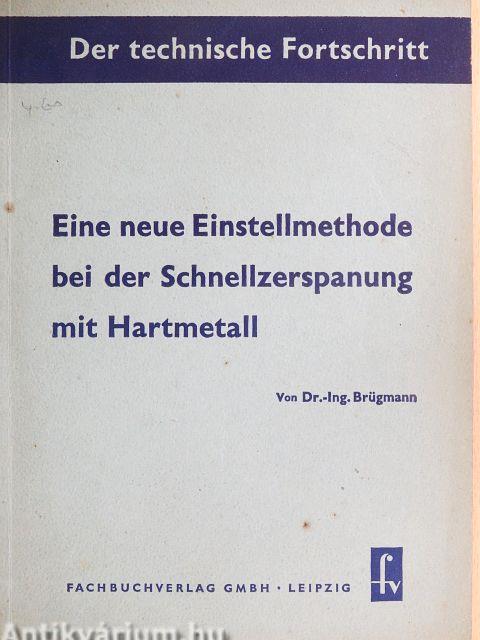 Der technische Fortschritt
Eine neue Einstellmethode
bei der Schnellzerspanung
mit Hartmetall
Von Dr.-Ing. Brügmann
FACHBUCHVERLAG GMBH · LEIPZIG
fv
Antikvárium.hu